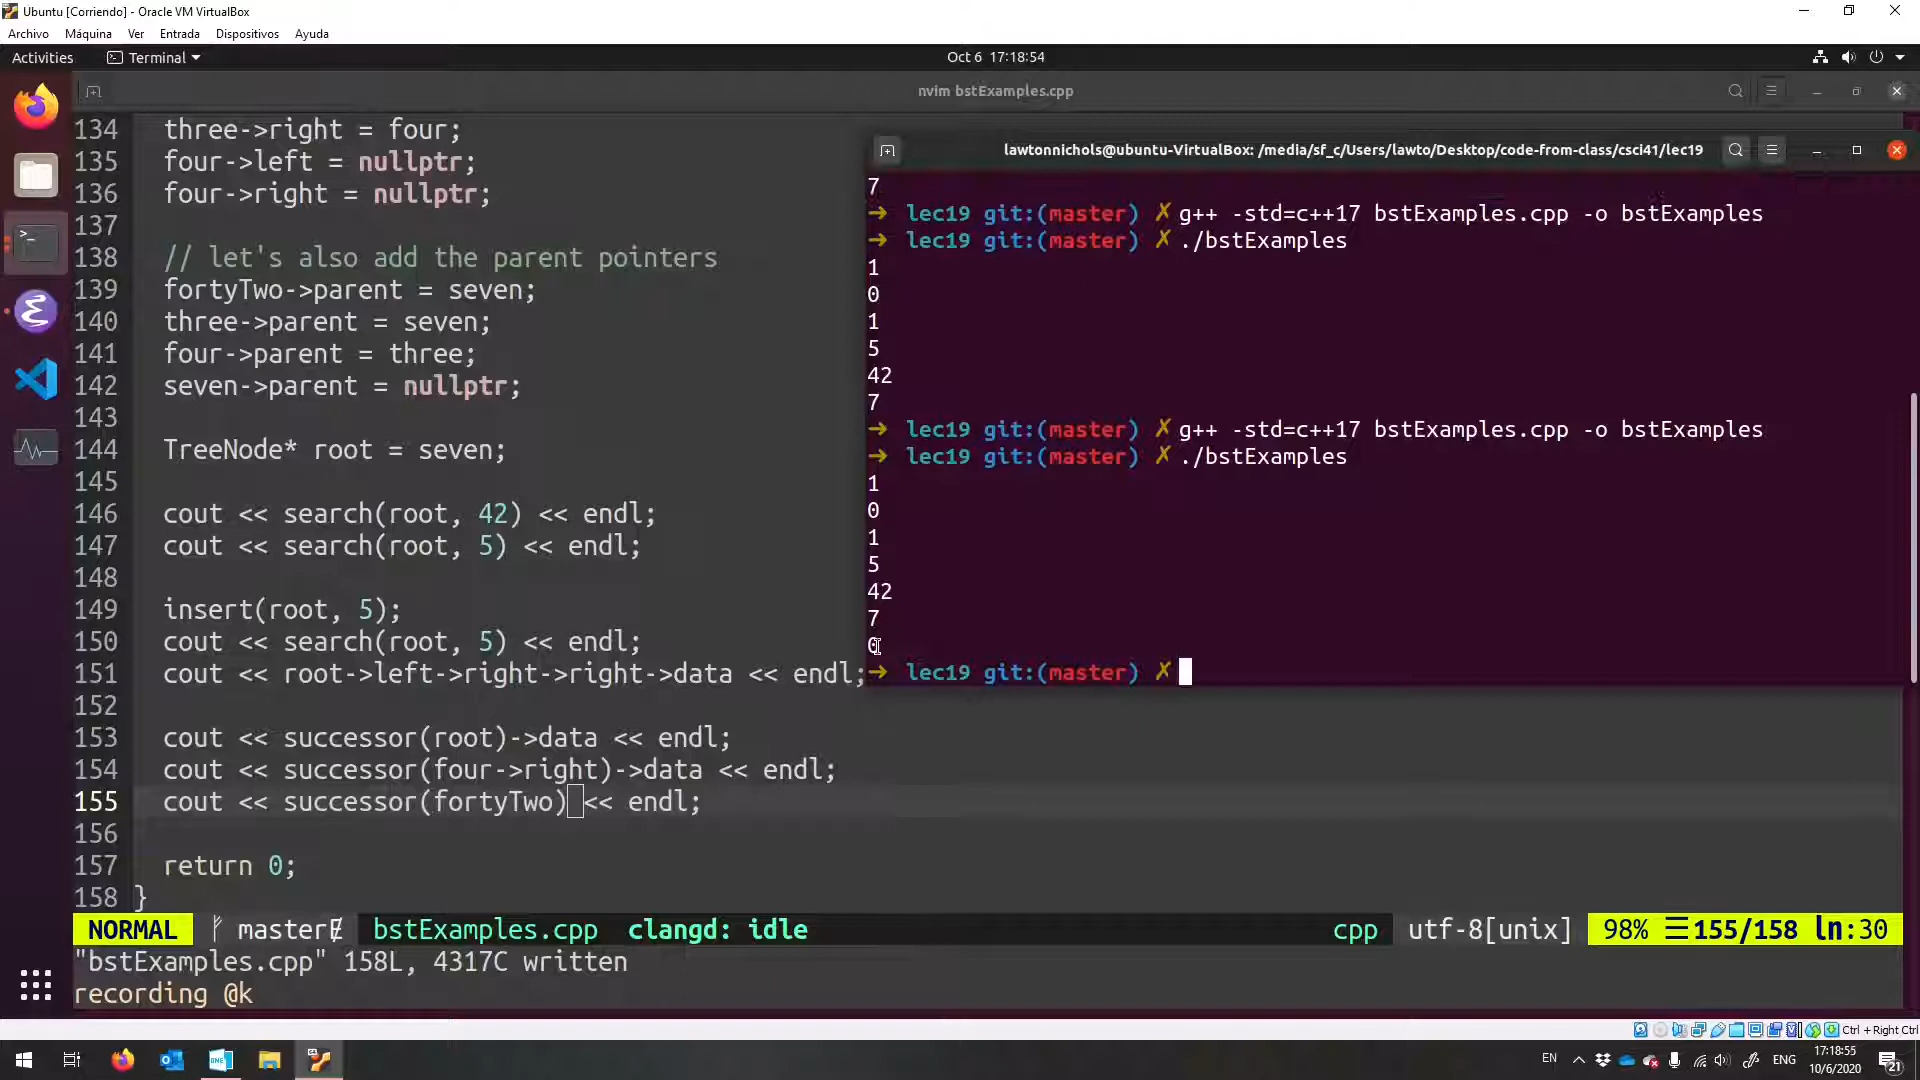 Ubuntu [Corriendo] - Oracle VM VirtualBox
Archivo Máquina Ver Entrada Dispositivos Ayuda
Activities Terminal Oct 6 17:18:54
nvim bstExamples.cpp
134 three->right = four;
135 four->left = nullptr;
136 four->right = nullptr;
137
138 // let's also add the parent pointers
139 fortyTwo->parent = seven;
140 three->parent = seven;
141 four->parent = three;
142 seven->parent = nullptr;
143
144 TreeNode* root = seven;
145
146 cout << search(root, 42) << endl;
147 cout << search(root, 5) << endl;
148
149 insert(root, 5);
150 cout << search(root, 5) << endl;
151 cout << root->left->right->right->data << endl;
152
153 cout << successor(root)->data << endl;
154 cout << successor(four->right)->data << endl;
155 cout << successor(fortyTwo) << endl;
156
157 return 0;
158 }
NORMAL master bstExamples.cpp clangd: idle cpp utf-8[unix] 98% ☰155/158 ln:30
"bstExamples.cpp" 158L, 4317C written
recording @k
lawtonnichols@ubuntu-VirtualBox: /media/sf_c/Users/lawto/Desktop/code-from-class/csci41/lec19
7
→ lec19 git:(master) ✗ g++ -std=c++17 bstExamples.cpp -o bstExamples
→ lec19 git:(master) ✗ ./bstExamples
1
0
1
5
42
7
→ lec19 git:(master) ✗ g++ -std=c++17 bstExamples.cpp -o bstExamples
→ lec19 git:(master) ✗ ./bstExamples
1
0
1
5
42
7
0
→ lec19 git:(master) ✗
Ctrl + Right Ctrl
EN ENG 17:18:55
10/6/2020
21